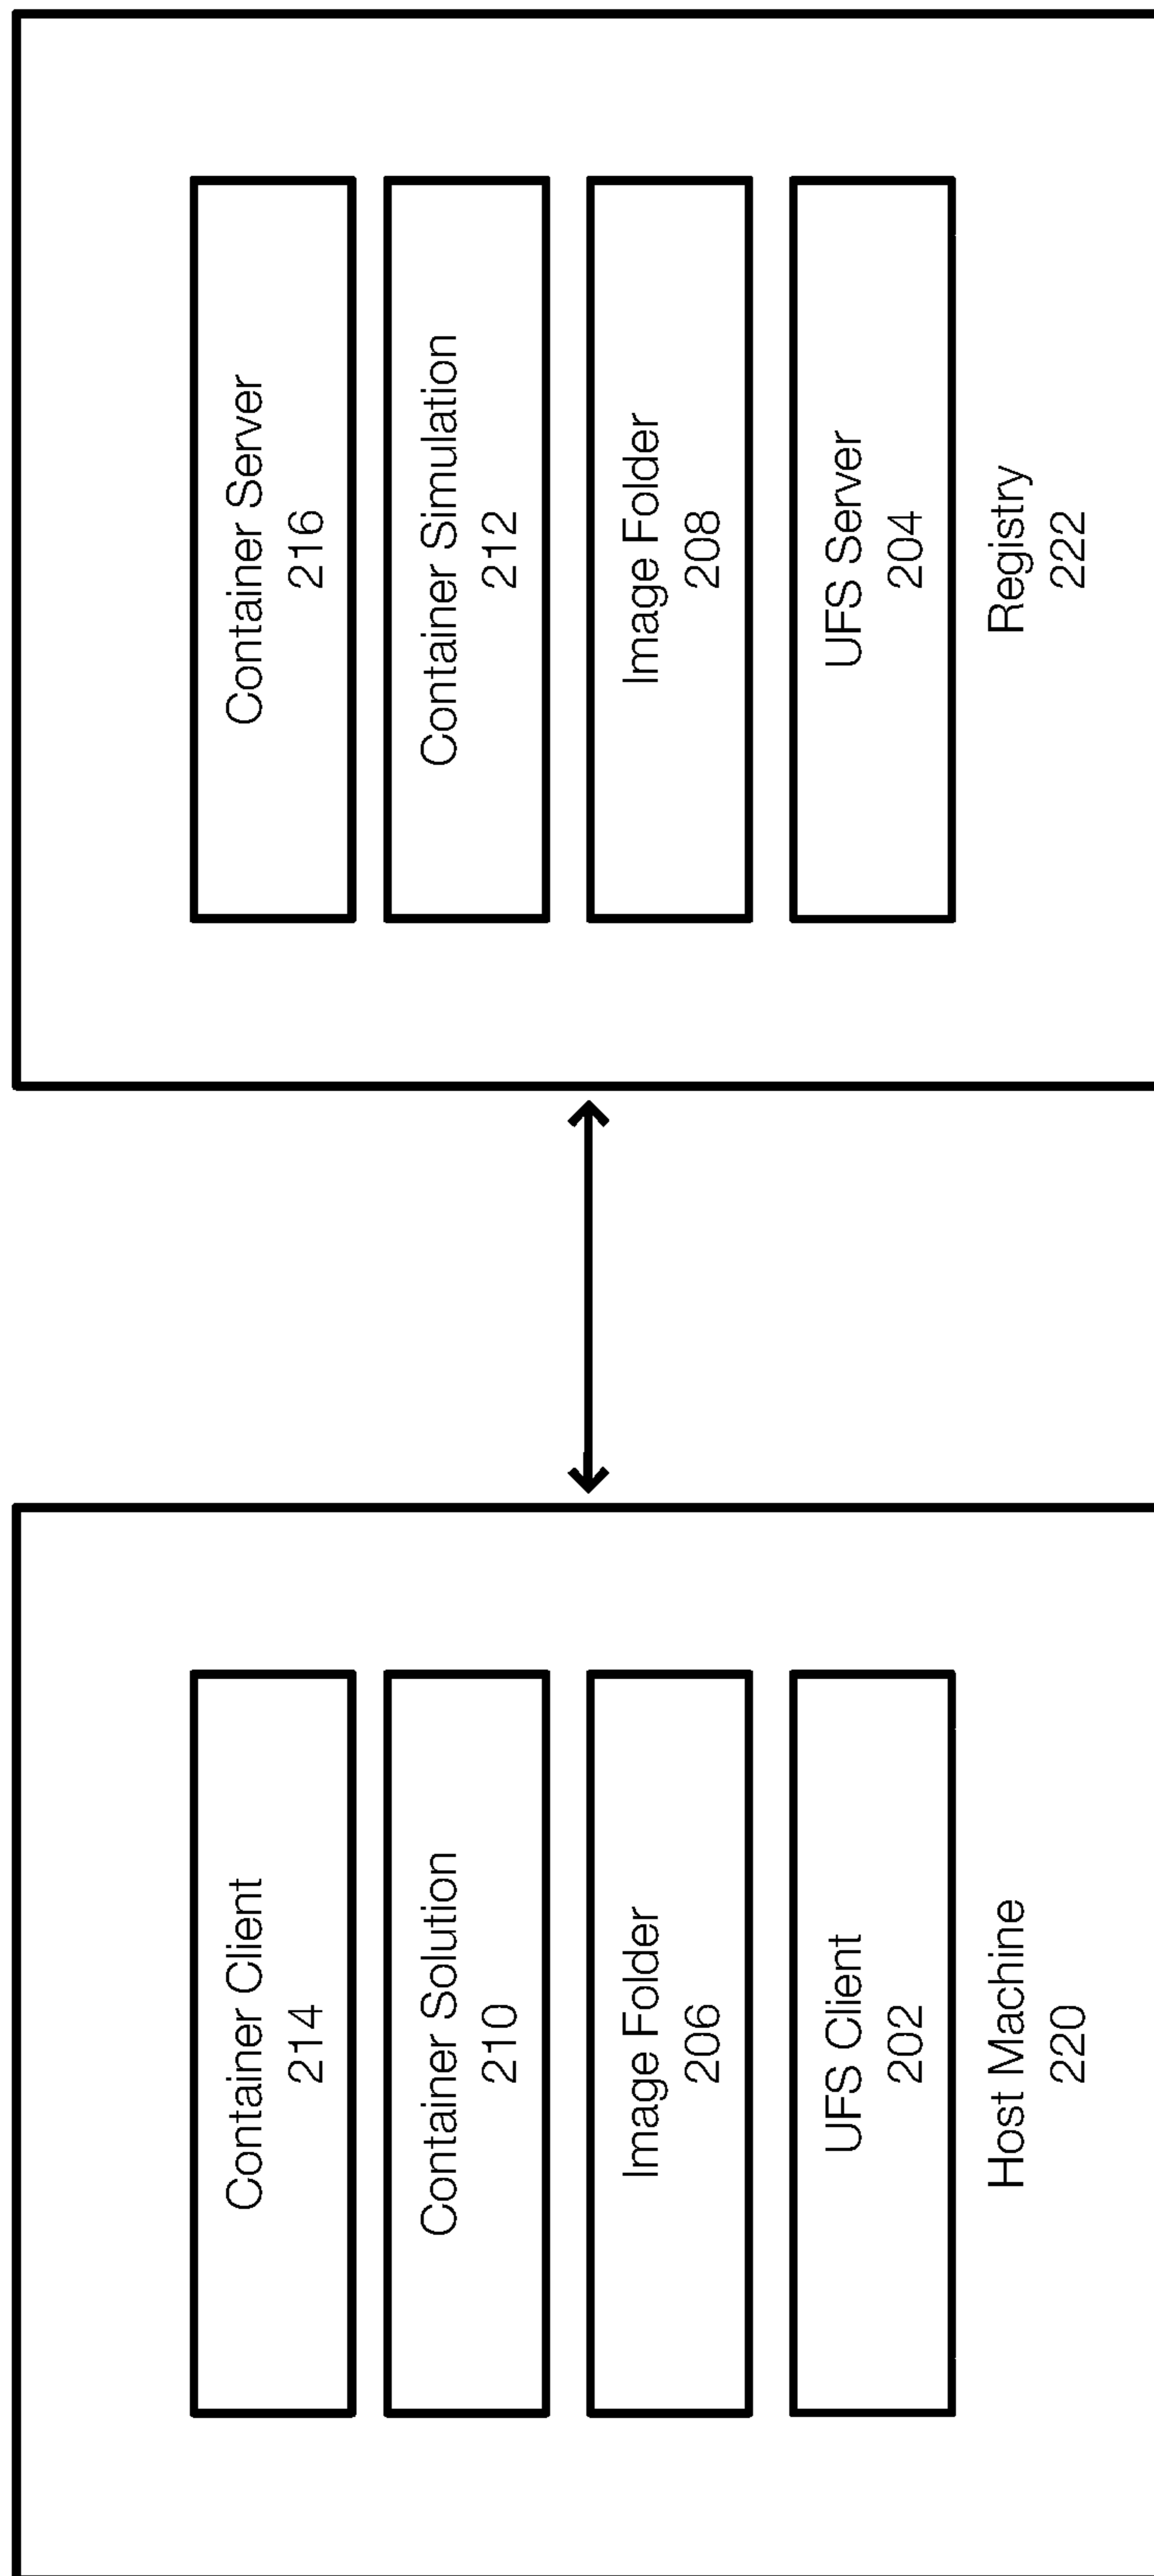 Container Client
214
Container Solution
210
Image Folder
206
UFS Client
202
Host Machine
220
Container Server
216
Container Simulation
212
Image Folder
208
UFS Server
204
Registry
222